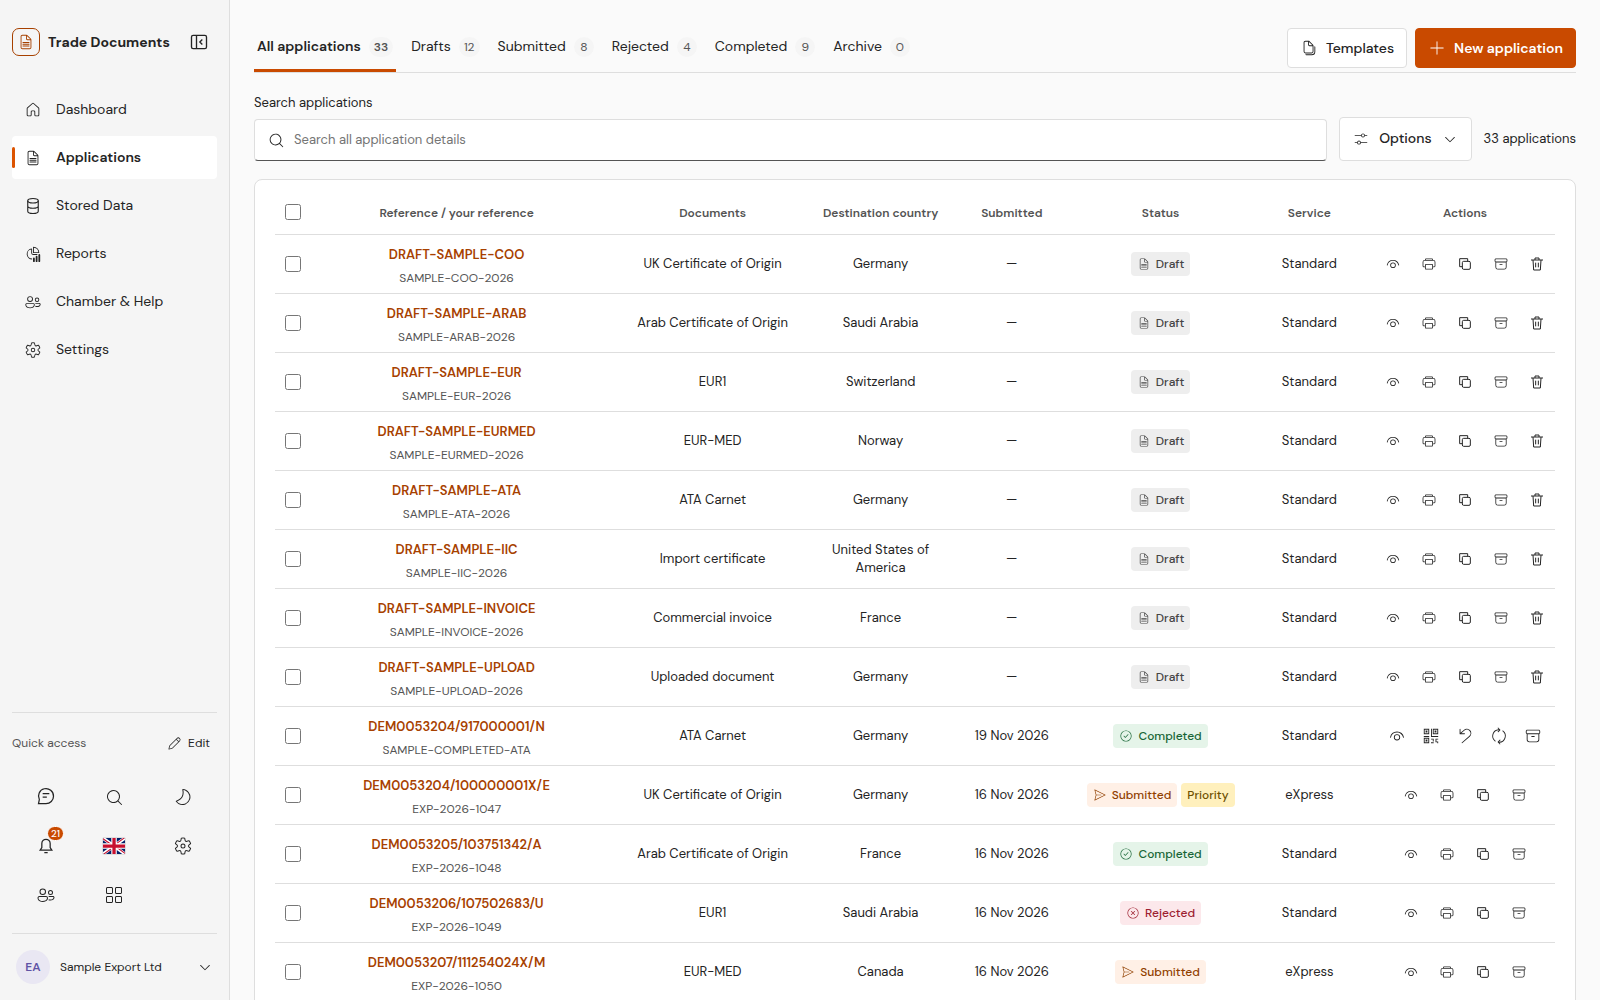 Trade Documents
Dashboard
Applications
Stored Data
Reports
Chamber & Help
Settings
Quick access
Edit
21
EA
Sample Export Ltd
All applications 33
Drafts 12
Submitted 8
Rejected 4
Completed 9
Archive 0
Templates
New application
Search applications
Search all application details
Options
33 applications
Reference / your reference Documents Destination country Submitted Status Service Actions
DRAFT-SAMPLE-COO
SAMPLE-COO-2026
UK Certificate of Origin Germany — Draft Standard
DRAFT-SAMPLE-ARAB
SAMPLE-ARAB-2026
Arab Certificate of Origin Saudi Arabia — Draft Standard
DRAFT-SAMPLE-EUR
SAMPLE-EUR-2026
EUR1 Switzerland — Draft Standard
DRAFT-SAMPLE-EURMED
SAMPLE-EURMED-2026
EUR-MED Norway — Draft Standard
DRAFT-SAMPLE-ATA
SAMPLE-ATA-2026
ATA Carnet Germany — Draft Standard
DRAFT-SAMPLE-IIC
SAMPLE-IIC-2026
Import certificate United States of America — Draft Standard
DRAFT-SAMPLE-INVOICE
SAMPLE-INVOICE-2026
Commercial invoice France — Draft Standard
DRAFT-SAMPLE-UPLOAD
SAMPLE-UPLOAD-2026
Uploaded document Germany — Draft Standard
DEM0053204/917000001/N
SAMPLE-COMPLETED-ATA
ATA Carnet Germany 19 Nov 2026 Completed Standard
DEM0053204/100000001X/E
EXP-2026-1047
UK Certificate of Origin Germany 16 Nov 2026 Submitted Priority eXpress
DEM0053205/103751342/A
EXP-2026-1048
Arab Certificate of Origin France 16 Nov 2026 Completed Standard
DEM0053206/107502683/U
EXP-2026-1049
EUR1 Saudi Arabia 16 Nov 2026 Rejected Standard
DEM0053207/111254024X/M
EXP-2026-1050
EUR-MED Canada 16 Nov 2026 Submitted eXpress